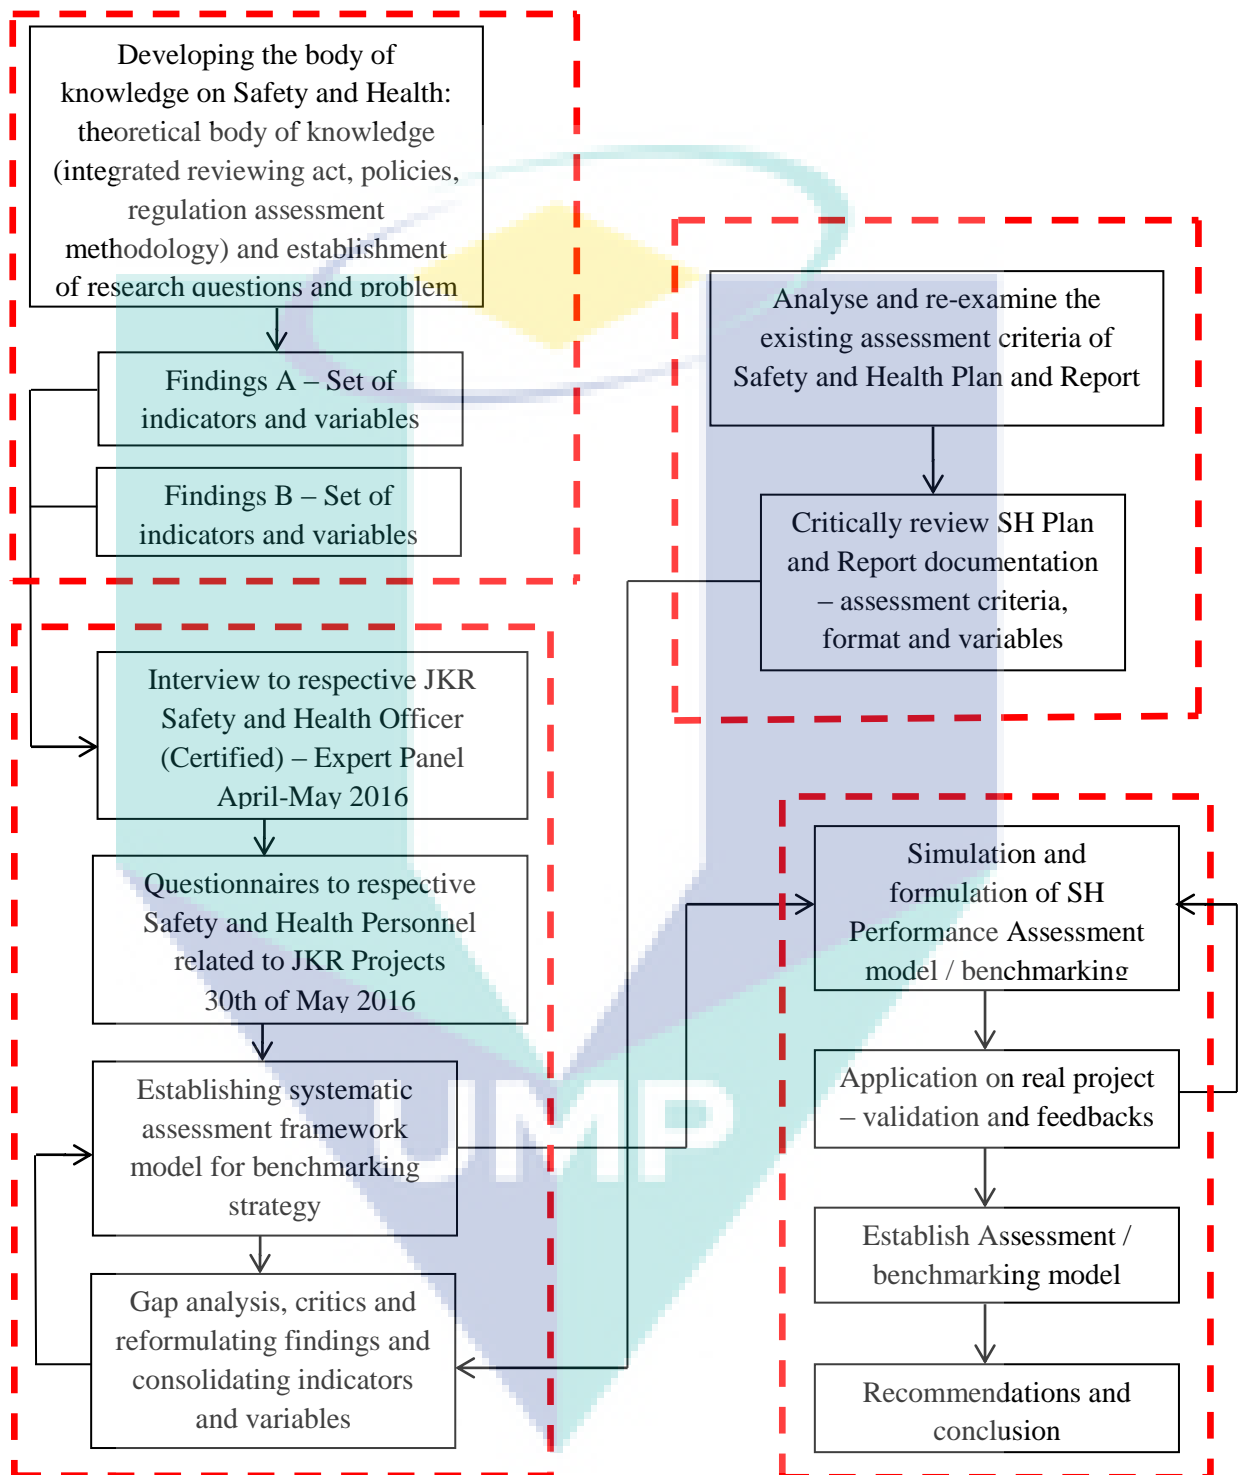 Developing the body of
knowledge on Safety and Health:
theoretical body of knowledge
(integrated reviewing act, policies,
regulation assessment
methodology) and establishment
of research questions and problem
Findings A – Set of
indicators and variables
Findings B – Set of
indicators and variables
Interview to respective JKR
Safety and Health Officer
(Certified) – Expert Panel
April-May 2016
Questionnaires to respective
Safety and Health Personnel
related to JKR Projects
30th of May 2016
Establishing systematic
assessment framework
model for benchmarking
strategy
Gap analysis, critics and
reformulating findings and
consolidating indicators
and variables
Analyse and re-examine the
existing assessment criteria of
Safety and Health Plan and Report
Critically review SH Plan
and Report documentation
– assessment criteria,
format and variables
Simulation and
formulation of SH
Performance Assessment
model / benchmarking
Application on real project
– validation and feedbacks
Establish Assessment /
benchmarking model
Recommendations and
conclusion
UMP